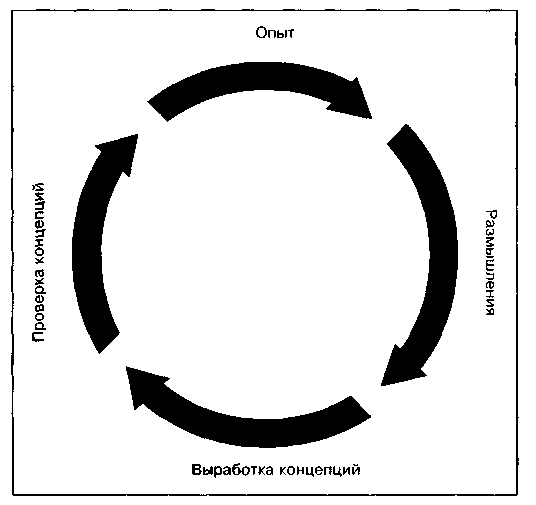 Опыт
Размышления
Выработка концепций
Проверка концепций